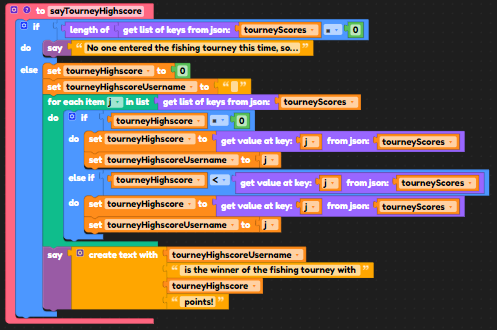 to sayTourneyHighscore
if length of get list of keys from json: tourneyScores = 0
do say “ No one entered the fishing tourney this time, so... ”
else set tourneyHighscore to 0
set tourneyHighscoreUsername to “ ”
for each item j in list get list of keys from json: tourneyScores
do if tourneyHighscore = 0
do set tourneyHighscore to get value at key: j from json: tourneyScores
set tourneyHighscoreUsername to j
else if tourneyHighscore < get value at key: j from json: tourneyScores
do set tourneyHighscore to get value at key: j from json: tourneyScores
set tourneyHighscoreUsername to j
say create text with tourneyHighscoreUsername
“ is the winner of the fishing tourney with ”
tourneyHighscore
“ points! ”